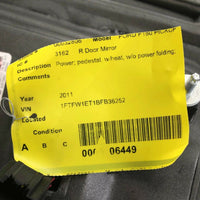 Model FORD F150 PICKUP
3162 R Door Mirror
Description Power, pedestal, w/heat, w/o power folding,
Comments
Year 2011
VIN 1FTFW1ET1BFB36252
Located
Condition
A B C
06449